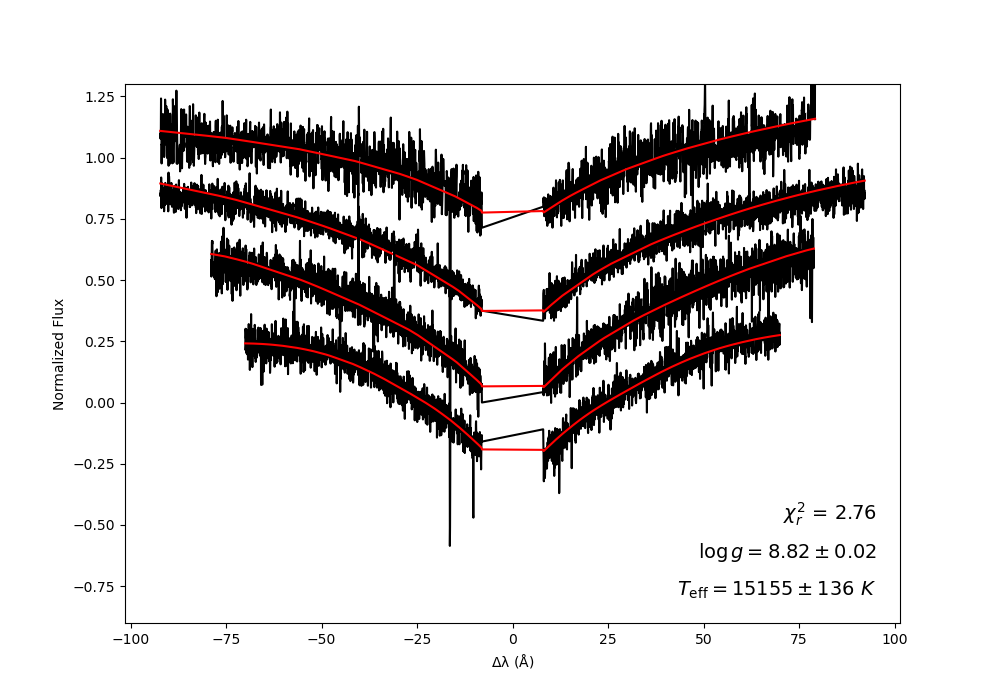 1.25
1.00
0.75
0.50
0.25
0.00
−0.25
−0.50
−0.75
Normalized Flux
χ²ᵣ = 2.76
log g = 8.82 ± 0.02
T_eff = 15155 ± 136 K
−100 −75 −50 −25 0 25 50 75 100
Δλ (Å)